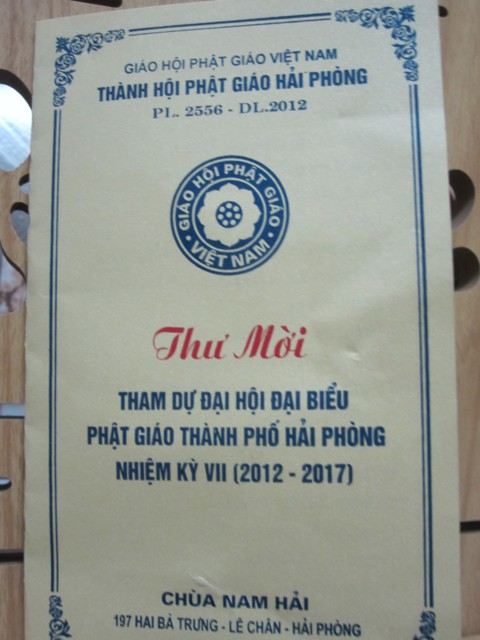 GIÁO HỘI PHẬT GIÁO VIỆT NAM
THÀNH HỘI PHẬT GIÁO HẢI PHÒNG
PL. 2556 - DL.2012
GIÁO HỘI PHẬT GIÁO
• VIỆT NAM •
Thư Mời
THAM DỰ ĐẠI HỘI ĐẠI BIỂU
PHẬT GIÁO THÀNH PHỐ HẢI PHÒNG
NHIỆM KỲ VII (2012 - 2017)
CHÙA NAM HẢI
197 HAI BÀ TRƯNG - LÊ CHÂN - HẢI PHÒNG